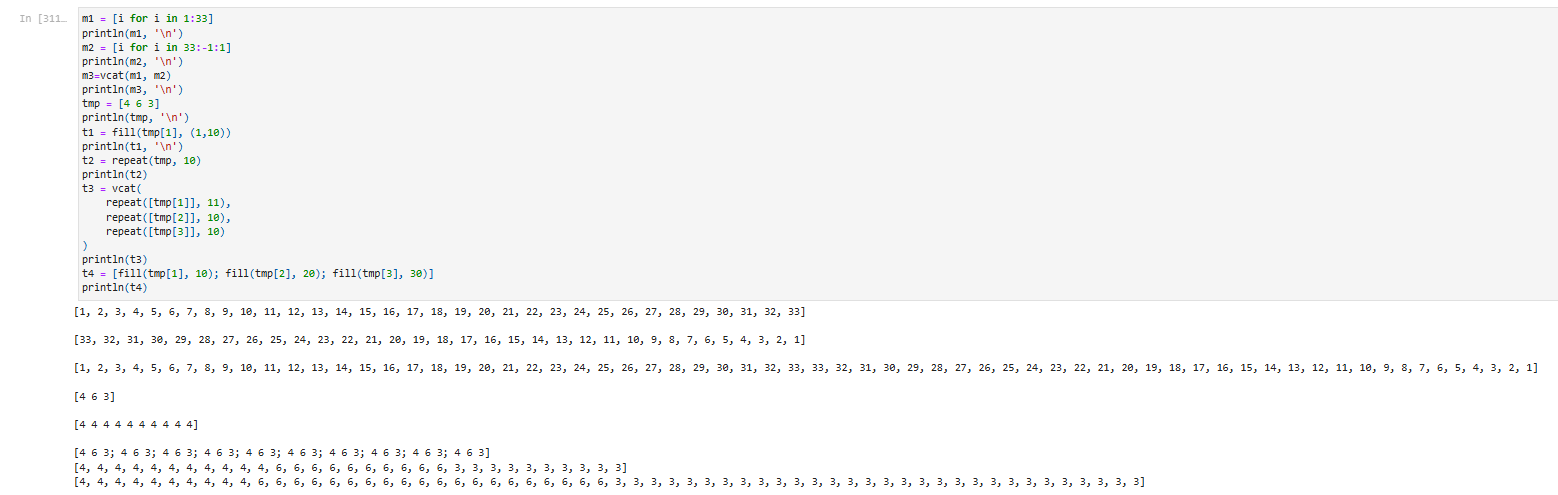 In [311…
m1 = [i for i in 1:33]
println(m1, '\n')
m2 = [i for i in 33:-1:1]
println(m2, '\n')
m3=vcat(m1, m2)
println(m3, '\n')
tmp = [4 6 3]
println(tmp, '\n')
t1 = fill(tmp[1], (1,10))
println(t1, '\n')
t2 = repeat(tmp, 10)
println(t2)
t3 = vcat(
    repeat([tmp[1]], 11),
    repeat([tmp[2]], 10),
    repeat([tmp[3]], 10)
)
println(t3)
t4 = [fill(tmp[1], 10); fill(tmp[2], 20); fill(tmp[3], 30)]
println(t4)
[1, 2, 3, 4, 5, 6, 7, 8, 9, 10, 11, 12, 13, 14, 15, 16, 17, 18, 19, 20, 21, 22, 23, 24, 25, 26, 27, 28, 29, 30, 31, 32, 33]
[33, 32, 31, 30, 29, 28, 27, 26, 25, 24, 23, 22, 21, 20, 19, 18, 17, 16, 15, 14, 13, 12, 11, 10, 9, 8, 7, 6, 5, 4, 3, 2, 1]
[1, 2, 3, 4, 5, 6, 7, 8, 9, 10, 11, 12, 13, 14, 15, 16, 17, 18, 19, 20, 21, 22, 23, 24, 25, 26, 27, 28, 29, 30, 31, 32, 33, 33, 32, 31, 30, 29, 28, 27, 26, 25, 24, 23, 22, 21, 20, 19, 18, 17, 16, 15, 14, 13, 12, 11, 10, 9, 8, 7, 6, 5, 4, 3, 2, 1]
[4 6 3]
[4 4 4 4 4 4 4 4 4 4]
[4 6 3; 4 6 3; 4 6 3; 4 6 3; 4 6 3; 4 6 3; 4 6 3; 4 6 3; 4 6 3; 4 6 3]
[4, 4, 4, 4, 4, 4, 4, 4, 4, 4, 4, 6, 6, 6, 6, 6, 6, 6, 6, 6, 6, 3, 3, 3, 3, 3, 3, 3, 3, 3, 3]
[4, 4, 4, 4, 4, 4, 4, 4, 4, 4, 6, 6, 6, 6, 6, 6, 6, 6, 6, 6, 6, 6, 6, 6, 6, 6, 6, 6, 6, 6, 3, 3, 3, 3, 3, 3, 3, 3, 3, 3, 3, 3, 3, 3, 3, 3, 3, 3, 3, 3, 3, 3, 3, 3, 3, 3, 3, 3, 3, 3]